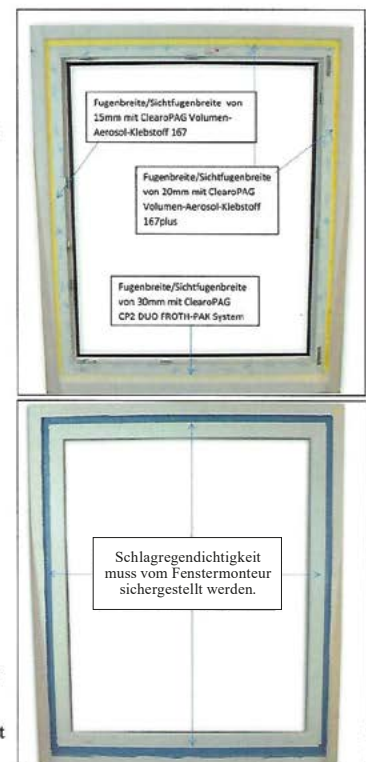 Fugenbreite/Sichtfugenbreite von
15mm mit ClearoPAG Volumen-
Aerosol-Klebstoff 167
Fugenbreite/Sichtfugenbreite
von 20mm mit ClearoPAG
Volumen-Aerosol-Klebstoff
167plus
Fugenbreite/Sichtfugenbreite
von 30mm mit ClearoPAG
CP2 DUO FROTH-PAK System
Schlagregendichtigkeit
muss vom Fenstermonteur
sichergestellt werden.
t